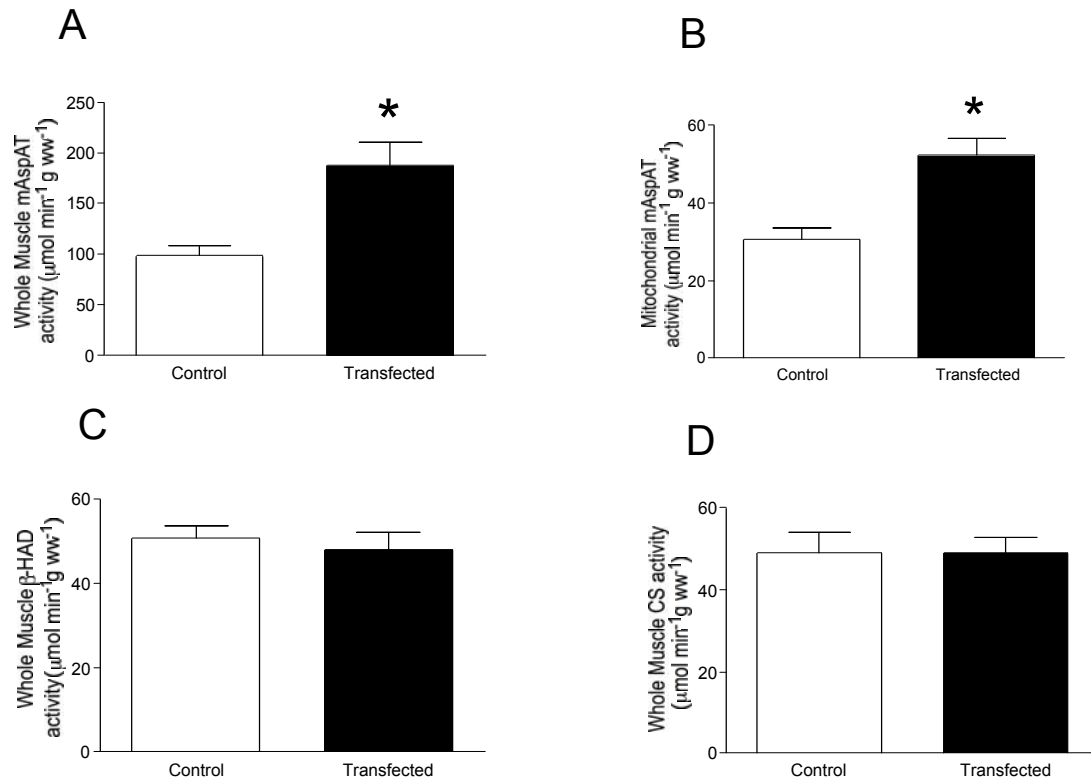 A
Whole Muscle mAspAT
activity (μmol min⁻¹ g ww⁻¹)
250
200
150
100
50
0
*
Control
Transfected
B
Mitochondrial mAspAT
activity (μmol min⁻¹ g ww⁻¹)
60
40
20
0
*
Control
Transfected
C
Whole Muscle β-HAD
activity (μmol min⁻¹g ww⁻¹)
60
40
20
0
Control
Transfected
D
Whole Muscle CS activity
(μmol min⁻¹g ww⁻¹)
60
40
20
0
Control
Transfected